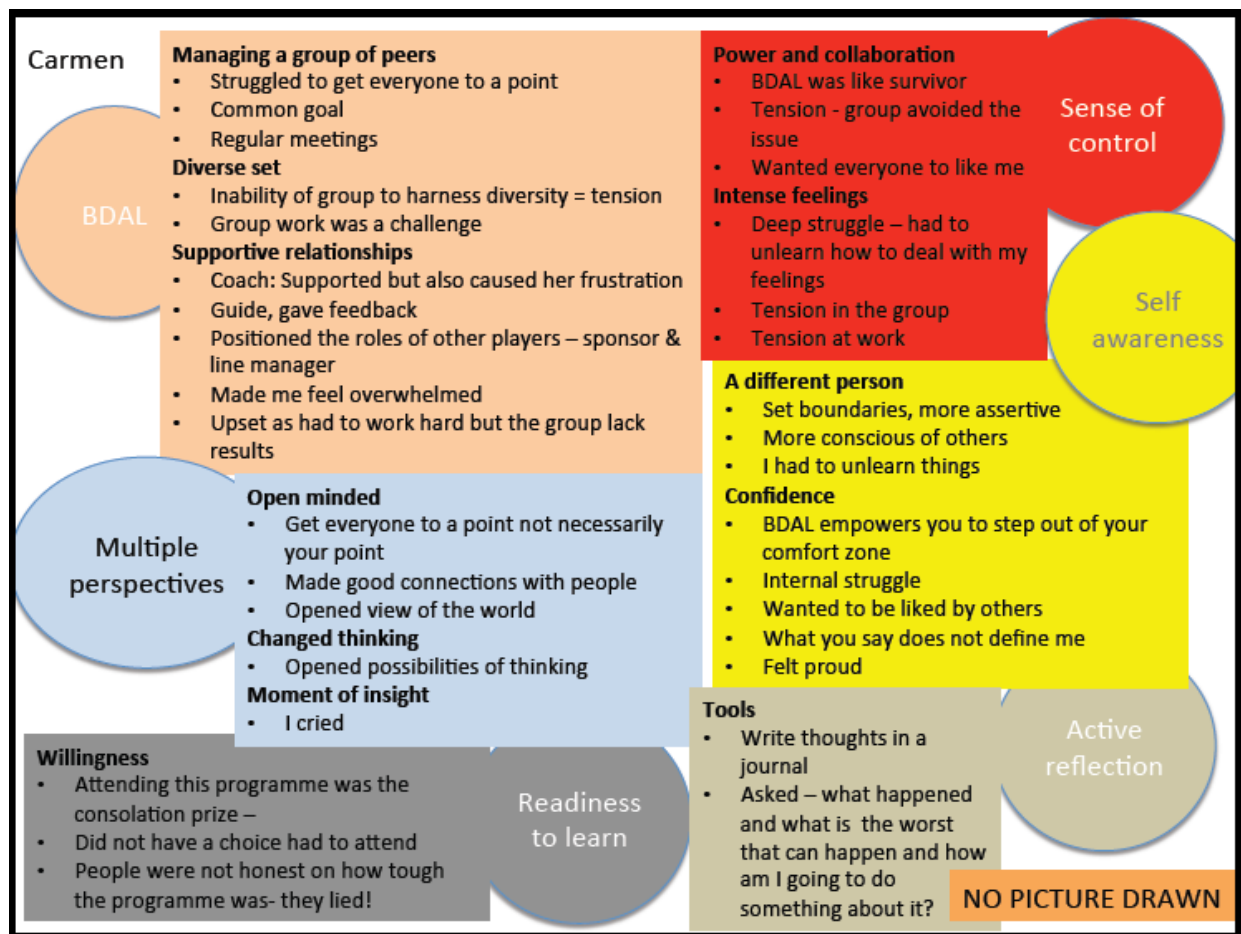 Carmen
BDAL
Managing a group of peers
• Struggled to get everyone to a point
• Common goal
• Regular meetings
Diverse set
• Inability of group to harness diversity = tension
• Group work was a challenge
Supportive relationships
• Coach: Supported but also caused her frustration
• Guide, gave feedback
• Positioned the roles of other players – sponsor &
line manager
• Made me feel overwhelmed
• Upset as had to work hard but the group lack
results
Power and collaboration
• BDAL was like survivor
• Tension - group avoided the
issue
• Wanted everyone to like me
Intense feelings
• Deep struggle – had to
unlearn how to deal with my
feelings
• Tension in the group
• Tension at work
Sense of
control
Self
awareness
A different person
• Set boundaries, more assertive
• More conscious of others
• I had to unlearn things
Confidence
• BDAL empowers you to step out of your
comfort zone
• Internal struggle
• Wanted to be liked by others
• What you say does not define me
• Felt proud
Multiple
perspectives
Open minded
• Get everyone to a point not necessarily
your point
• Made good connections with people
• Opened view of the world
Changed thinking
• Opened possibilities of thinking
Moment of insight
• I cried
Willingness
• Attending this programme was the
consolation prize –
• Did not have a choice had to attend
• People were not honest on how tough
the programme was- they lied!
Readiness
to learn
Tools
• Write thoughts in a
journal
• Asked – what happened
and what is the worst
that can happen and how
am I going to do
something about it?
Active
reflection
NO PICTURE DRAWN